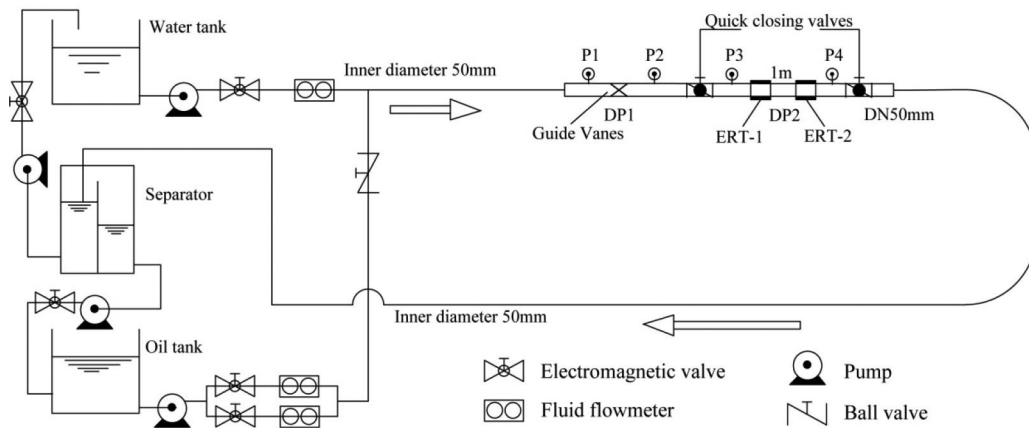 Water tank
Quick closing valves
Inner diameter 50mm
P1
P2
P3
1m
P4
Guide Vanes
DP1
DP2
DN50mm
ERT-1
ERT-2
Separator
Inner diameter 50mm
Oil tank
Electromagnetic valve
Pump
Fluid flowmeter
Ball valve